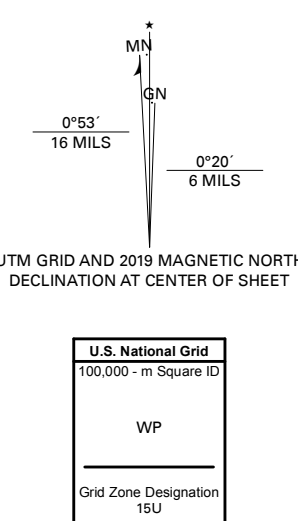 ★
MN
GN
0°53´
16 MILS
0°20´
6 MILS
UTM GRID AND 2019 MAGNETIC NORTH
DECLINATION AT CENTER OF SHEET
U.S. National Grid
100,000 - m Square ID
WP
Grid Zone Designation
15U